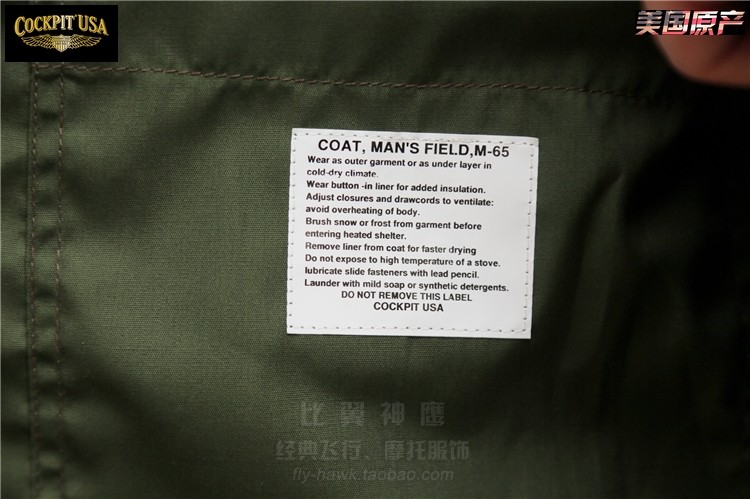 COCKPIT USA
美国原产
COAT, MAN'S FIELD,M-65
Wear as outer garment or as under layer in
cold-dry climate.
Wear button -in liner for added insulation.
Adjust closures and drawcords to ventilate:
avoid overheating of body.
Brush snow or frost from garment before
entering heated shelter.
Remove liner from coat for faster drying
Do not expose to high temperature of a stove.
lubricate slide fasteners with lead pencil.
Launder with mild soap or synthetic detergents.
DO NOT REMOVE THIS LABEL
COCKPIT USA
比翼神鹰
经典飞行、摩托服饰
fly-hawk.taobao.com